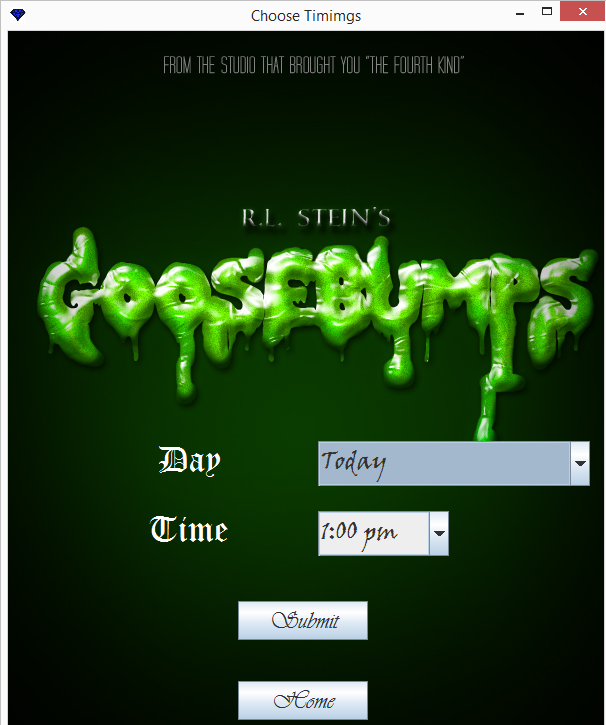 Choose Timimgs
FROM THE STUDIO THAT BROUGHT YOU "THE FOURTH KIND"
R.L. STEIN'S
GOOSEBUMPS
Day
Today
Time
1:00 pm
Submit
Home